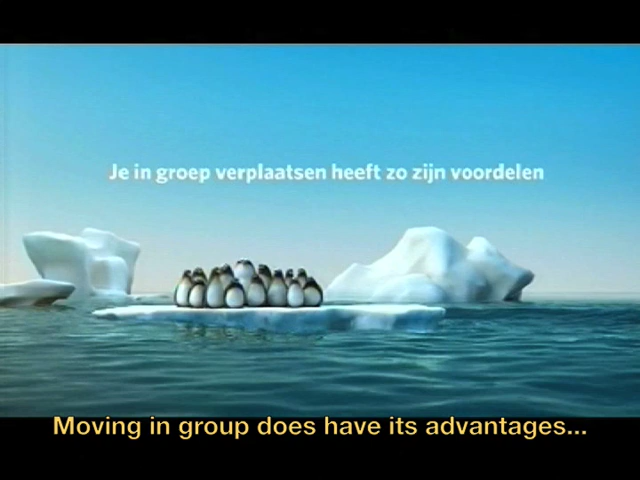 Je in groep verplaatsen heeft zo zijn voordelen
Moving in group does have its advantages...